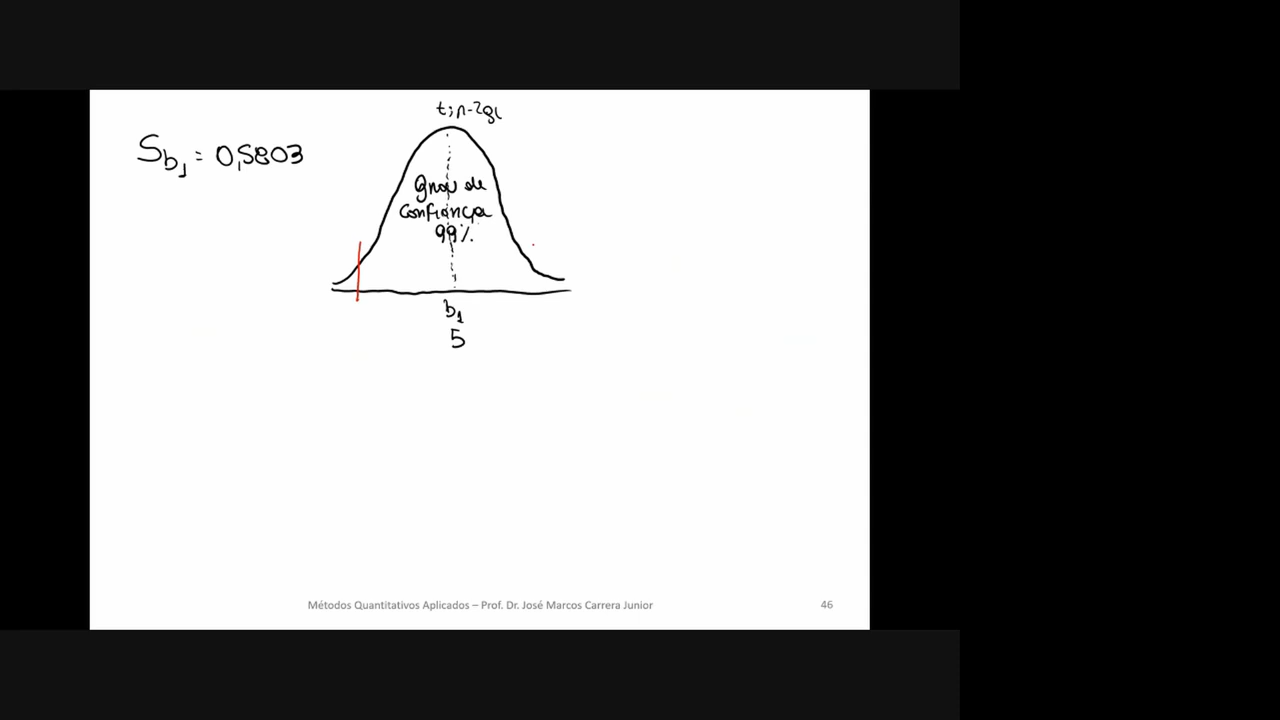 t; n-2gl
Sb1 = 0,5803
grau de
confiança
99%
b1
5
Métodos Quantitativos Aplicados – Prof. Dr. José Marcos Carrera Junior
46